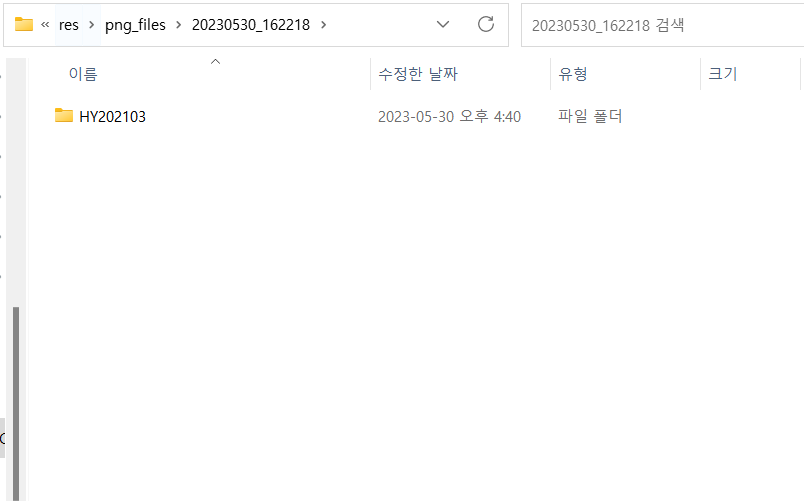 « res > png_files > 20230530_162218 >
20230530_162218 검색
이름 수정한 날짜 유형 크기
HY202103 2023-05-30 오후 4:40 파일 폴더